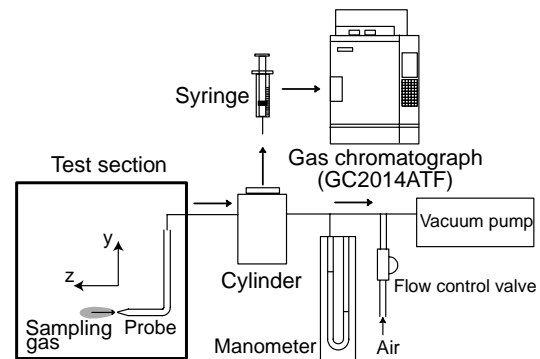 Syringe
Gas chromatograph
(GC2014ATF)
Test section
y
z
Sampling
gas
Probe
Cylinder
Manometer
Vacuum pump
Flow control valve
Air